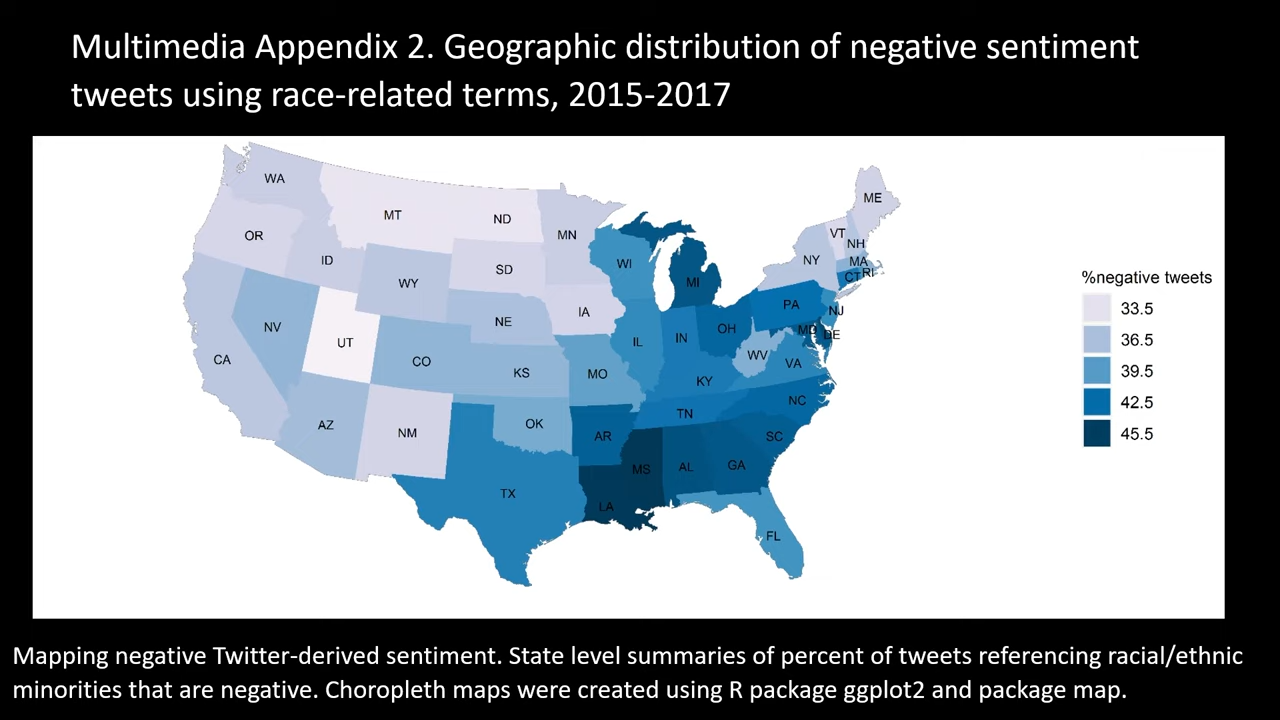 Multimedia Appendix 2. Geographic distribution of negative sentiment
tweets using race-related terms, 2015-2017
WA
MT
ND
ME
OR
MN
VT
NH
ID
SD
WI
NY
MA
RI
CT
WY
MI
%negative tweets
IA
PA
NJ
33.5
NE
OH
MD
DE
NV
UT
IL
IN
36.5
CA
CO
WV
VA
KS
MO
KY
39.5
NC
42.5
TN
AZ
NM
OK
AR
SC
45.5
MS
AL
GA
TX
LA
FL
Mapping negative Twitter-derived sentiment. State level summaries of percent of tweets referencing racial/ethnic
minorities that are negative. Choropleth maps were created using R package ggplot2 and package map.